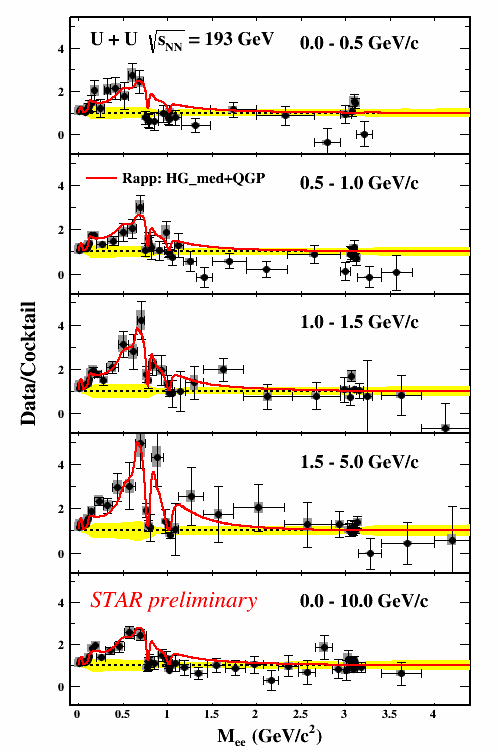 U + U √s_NN = 193 GeV
0.0 - 0.5 GeV/c
4
2
0
Rapp: HG_med+QGP
0.5 - 1.0 GeV/c
4
2
0
1.0 - 1.5 GeV/c
4
2
0
Data/Cocktail
1.5 - 5.0 GeV/c
4
2
0
STAR preliminary
0.0 - 10.0 GeV/c
4
2
0
0 0.5 1 1.5 2 2.5 3 3.5 4
M_ee (GeV/c²)